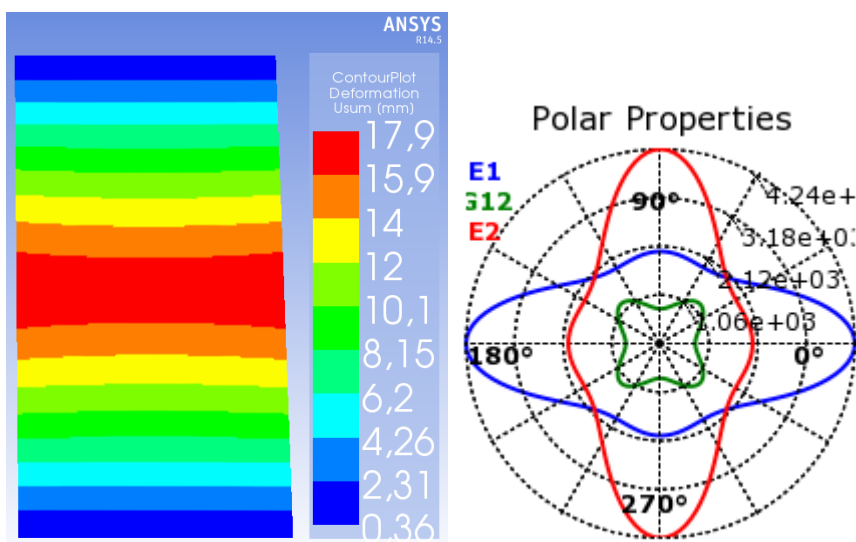 ANSYS
R14.5
ContourPlot
Deformation
Usum (mm)
17,9
15,9
14
12
10,1
8,15
6,2
4,26
2,31
0,36
Polar Properties
E1
G12
E2
90°
4.24e+
3.18e+03
2.12e+03
1.06e+03
180°
0°
270°